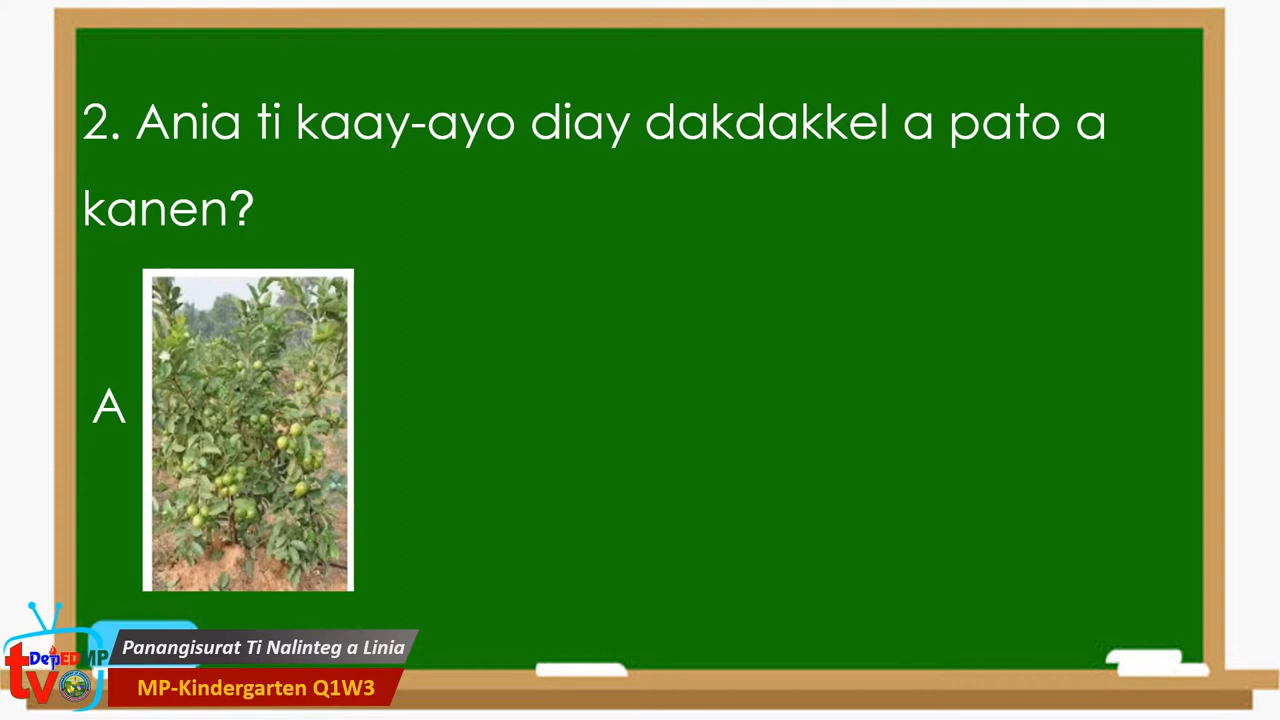 2. Ania ti kaay-ayo diay dakdakkel a pato a
kanen?
A
Panangisurat Ti Nalinteg a Linia
DepED MP
tv
MP-Kindergarten Q1W3